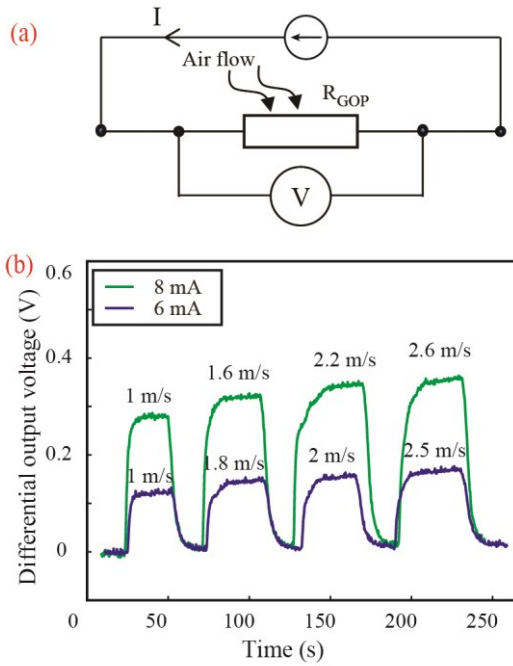 (a)
I
Air flow
R_GOP
V
(b)
Differential output voltage (V)
0.6
0.4
0.2
0
8 mA
6 mA
1 m/s
1.6 m/s
2.2 m/s
2.6 m/s
1 m/s
1.8 m/s
2 m/s
2.5 m/s
0 50 100 150 200 250
Time (s)